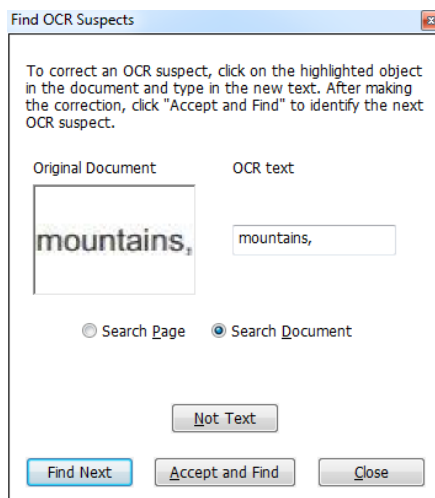 Find OCR Suspects
To correct an OCR suspect, click on the highlighted object
in the document and type in the new text. After making
the correction, click "Accept and Find" to identify the next
OCR suspect.
Original Document OCR text
mountains, mountains,
Search Page Search Document
Not Text
Find Next Accept and Find Close